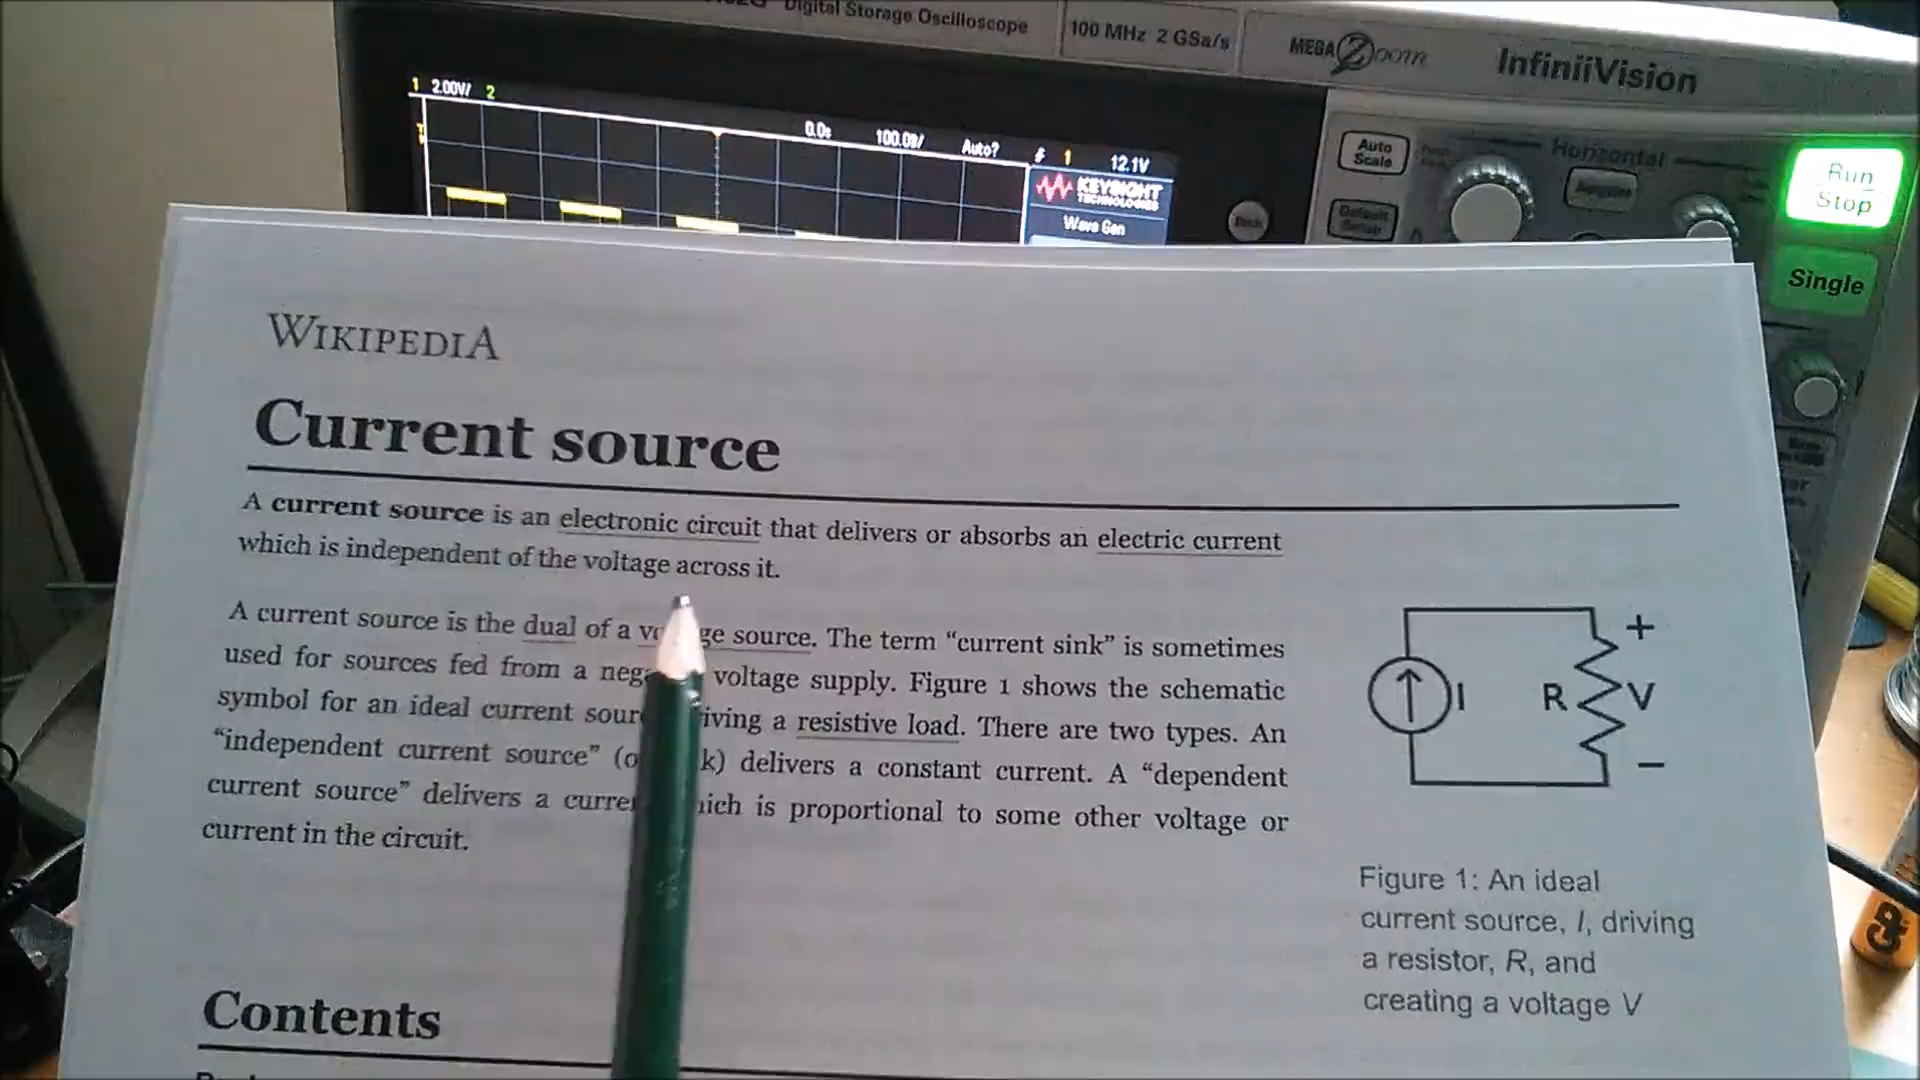 Digital Storage Oscilloscope
100 MHz 2 GSa/s
MEGA Zoom
InfiniiVision
1 2.00V/ 2
0.0s
100.0s/
Auto?
1
12.1V
KEYSIGHT
TECHNOLOGIES
Wave Gen
Auto
Scale
Default
Setup
Back
Horizontal
Run
Stop
Single
WIKIPEDIA
Current source
A current source is an electronic circuit that delivers or absorbs an electric current
which is independent of the voltage across it.
A current source is the dual of a ge source. The term “current sink” is sometimes
used for sources fed from a neg voltage supply. Figure 1 shows the schematic
symbol for an ideal current sour iving a resistive load. There are two types. An
“independent current source” (o k) delivers a constant current. A “dependent
current source” delivers a curre hich is proportional to some other voltage or
current in the circuit.
+
I
R
V
−
Figure 1: An ideal
current source, I, driving
a resistor, R, and
creating a voltage V
Contents